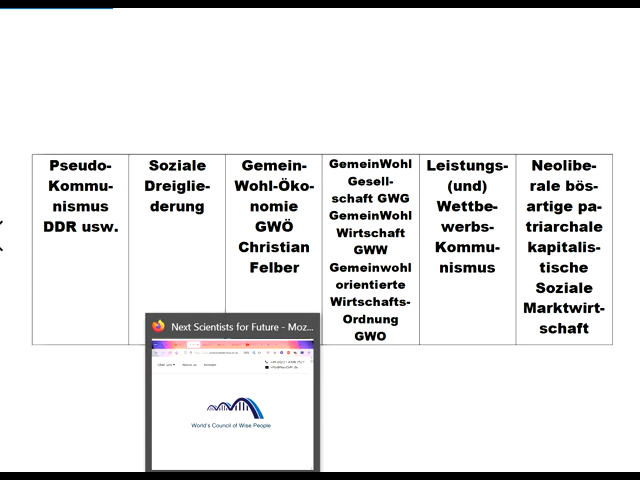 Pseudo-
Kommu-
nismus
DDR usw.
Soziale
Dreiglie-
derung
Gemein-
Wohl-Öko-
nomie
GWÖ
Christian
Felber
GemeinWohl
Gesell-
schaft GWG
GemeinWohl
Wirtschaft
GWW
Gemeinwohl
orientierte
Wirtschafts-
Ordnung
GWO
Leistungs-
(und)
Wettbe-
werbs-
Kommu-
nismus
Neolibe-
rale bös-
artige pa-
triarchale
kapitalis-
tische
Soziale
Marktwirt-
schaft
Next Scientists for Future - Moz...
World's Council of Wise People